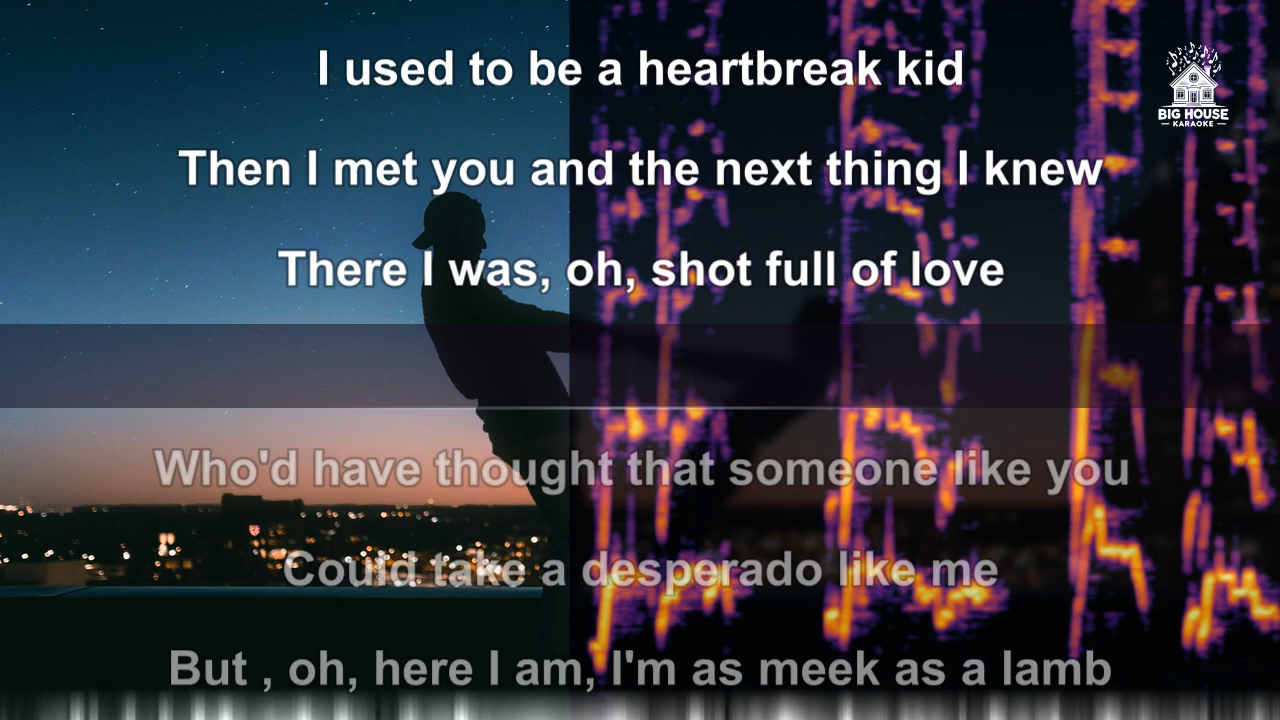 I used to be a heartbreak kid
Then I met you and the next thing I knew
There I was, oh, shot full of love
Who'd have thought that someone like you
Could take a desperado like me
But , oh, here I am, I'm as meek as a lamb
BIG HOUSE
KARAOKE